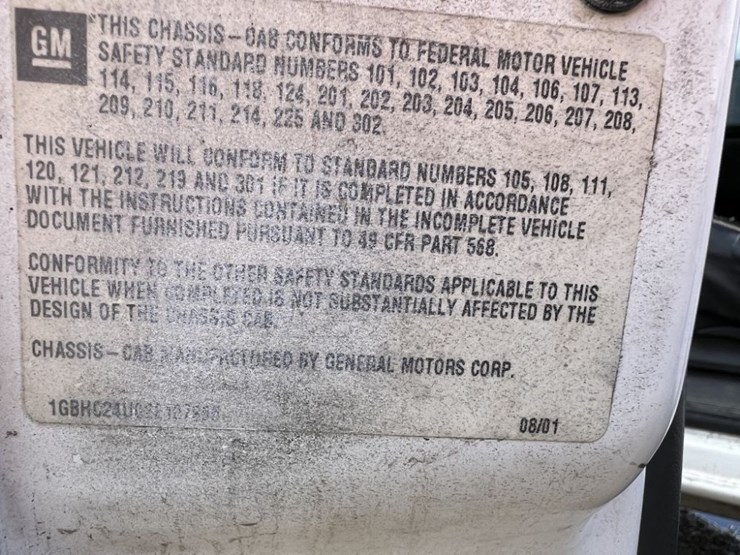 GM
"THIS CHASSIS-CAB CONFORMS TO FEDERAL MOTOR VEHICLE
SAFETY STANDARD NUMBERS 101, 102, 103, 104, 106, 107, 113,
114, 115, 116, 118, 124, 201, 202, 203, 204, 205, 206, 207, 208,
209, 210, 211, 214, 225 AND 302.
THIS VEHICLE WILL CONFORM TO STANDARD NUMBERS 105, 108, 111,
120, 121, 212, 219 AND 301 IF IT IS COMPLETED IN ACCORDANCE
WITH THE INSTRUCTIONS CONTAINED IN THE INCOMPLETE VEHICLE
DOCUMENT FURNISHED PURSUANT TO 49 CFR PART 568.
CONFORMITY TO THE OTHER SAFETY STANDARDS APPLICABLE TO THIS
VEHICLE WHEN COMPLETED IS NOT SUBSTANTIALLY AFFECTED BY THE
DESIGN OF THE CHASSIS CAB.
CHASSIS-CAB MANUFACTURED BY GENERAL MOTORS CORP.
08/01